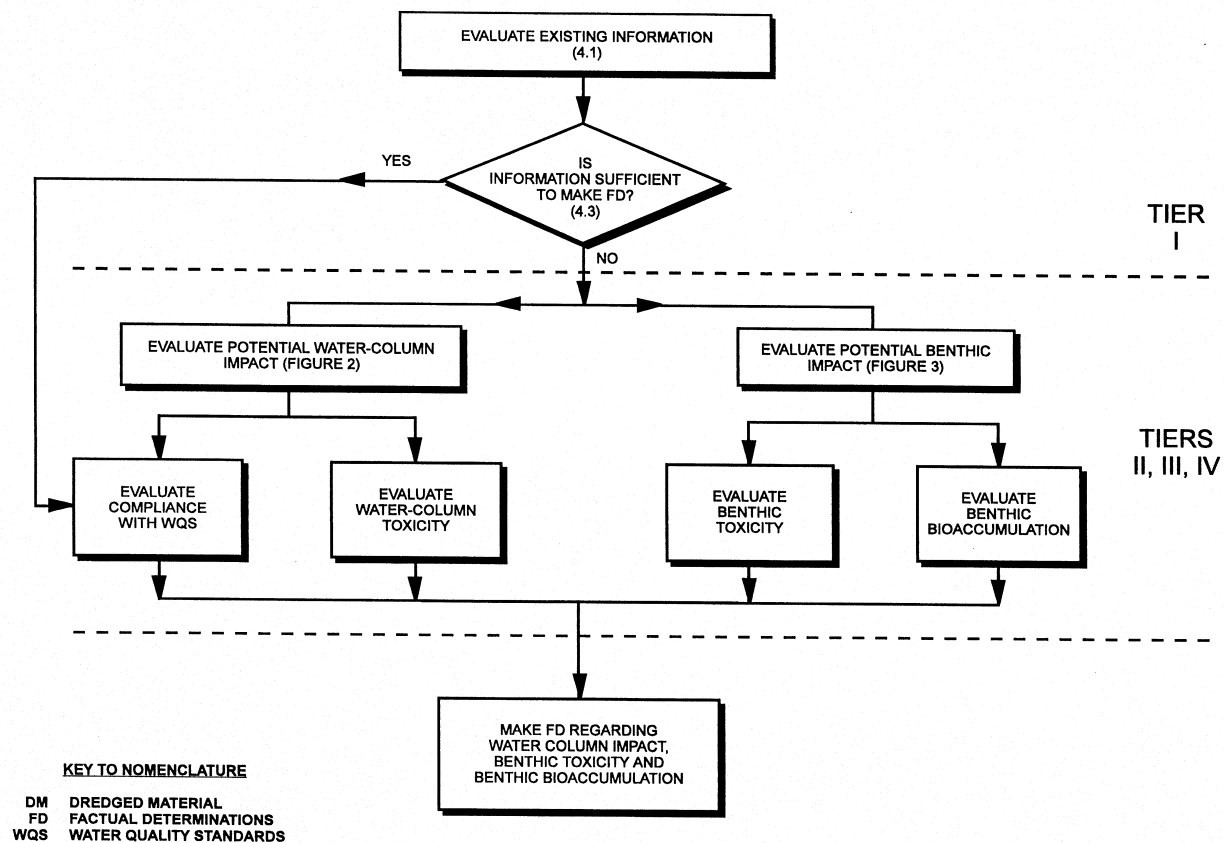 EVALUATE EXISTING INFORMATION
(4.1)
YES
IS
INFORMATION SUFFICIENT
TO MAKE FD?
(4.3)
TIER
I
NO
EVALUATE POTENTIAL WATER-COLUMN
IMPACT (FIGURE 2)
EVALUATE POTENTIAL BENTHIC
IMPACT (FIGURE 3)
TIERS
II, III, IV
EVALUATE
COMPLIANCE
WITH WQS
EVALUATE
WATER-COLUMN
TOXICITY
EVALUATE
BENTHIC
TOXICITY
EVALUATE
BENTHIC
BIOACCUMULATION
MAKE FD REGARDING
WATER COLUMN IMPACT,
BENTHIC TOXICITY AND
BENTHIC BIOACCUMULATION
KEY TO NOMENCLATURE
DM DREDGED MATERIAL
FD FACTUAL DETERMINATIONS
WQS WATER QUALITY STANDARDS